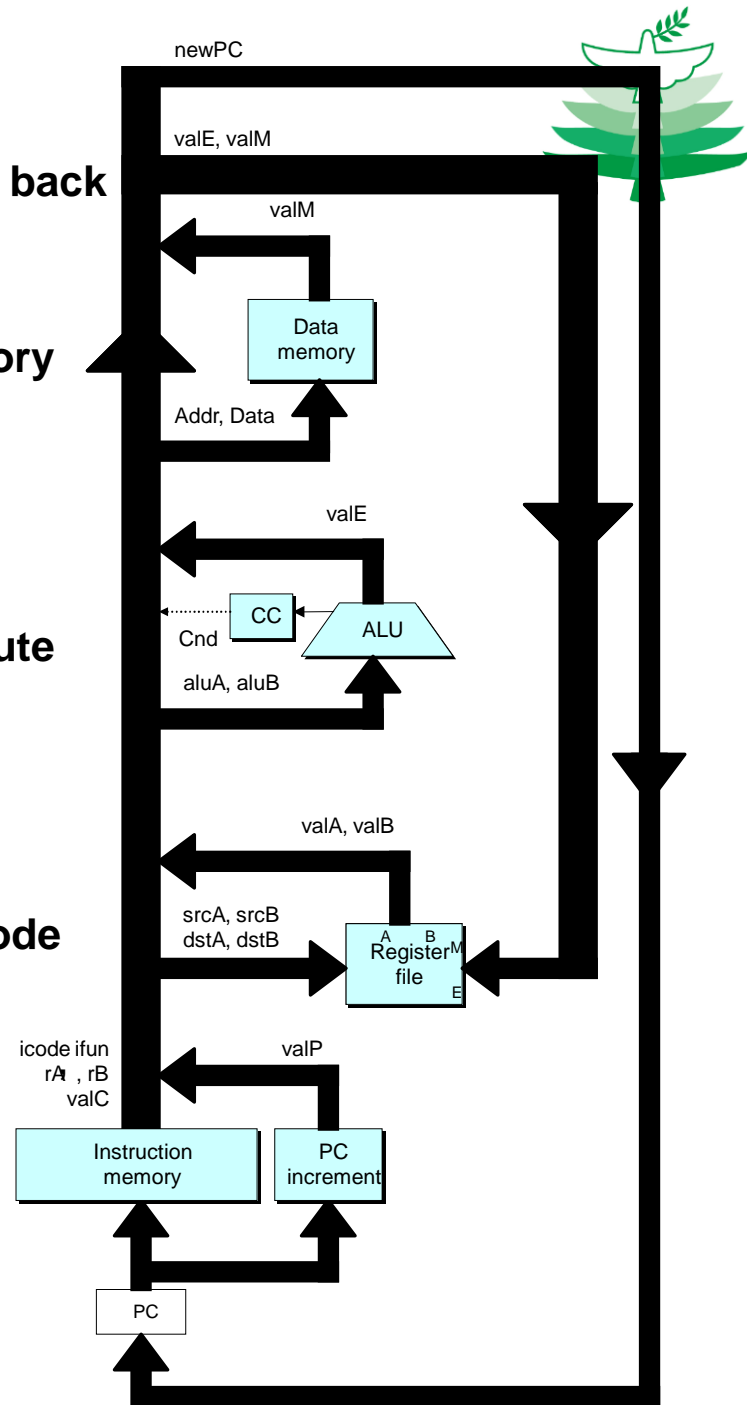 newPC
valE, valM
back
valM
Data
memory
ory
Addr, Data
valE
CC
ALU
Cnd
ute
aluA, aluB
valA, valB
srcA, srcB
dstA, dstB
ode
A B
Register
M
file
E
icode ifun
rA , rB
valC
valP
Instruction
memory
PC
increment
PC